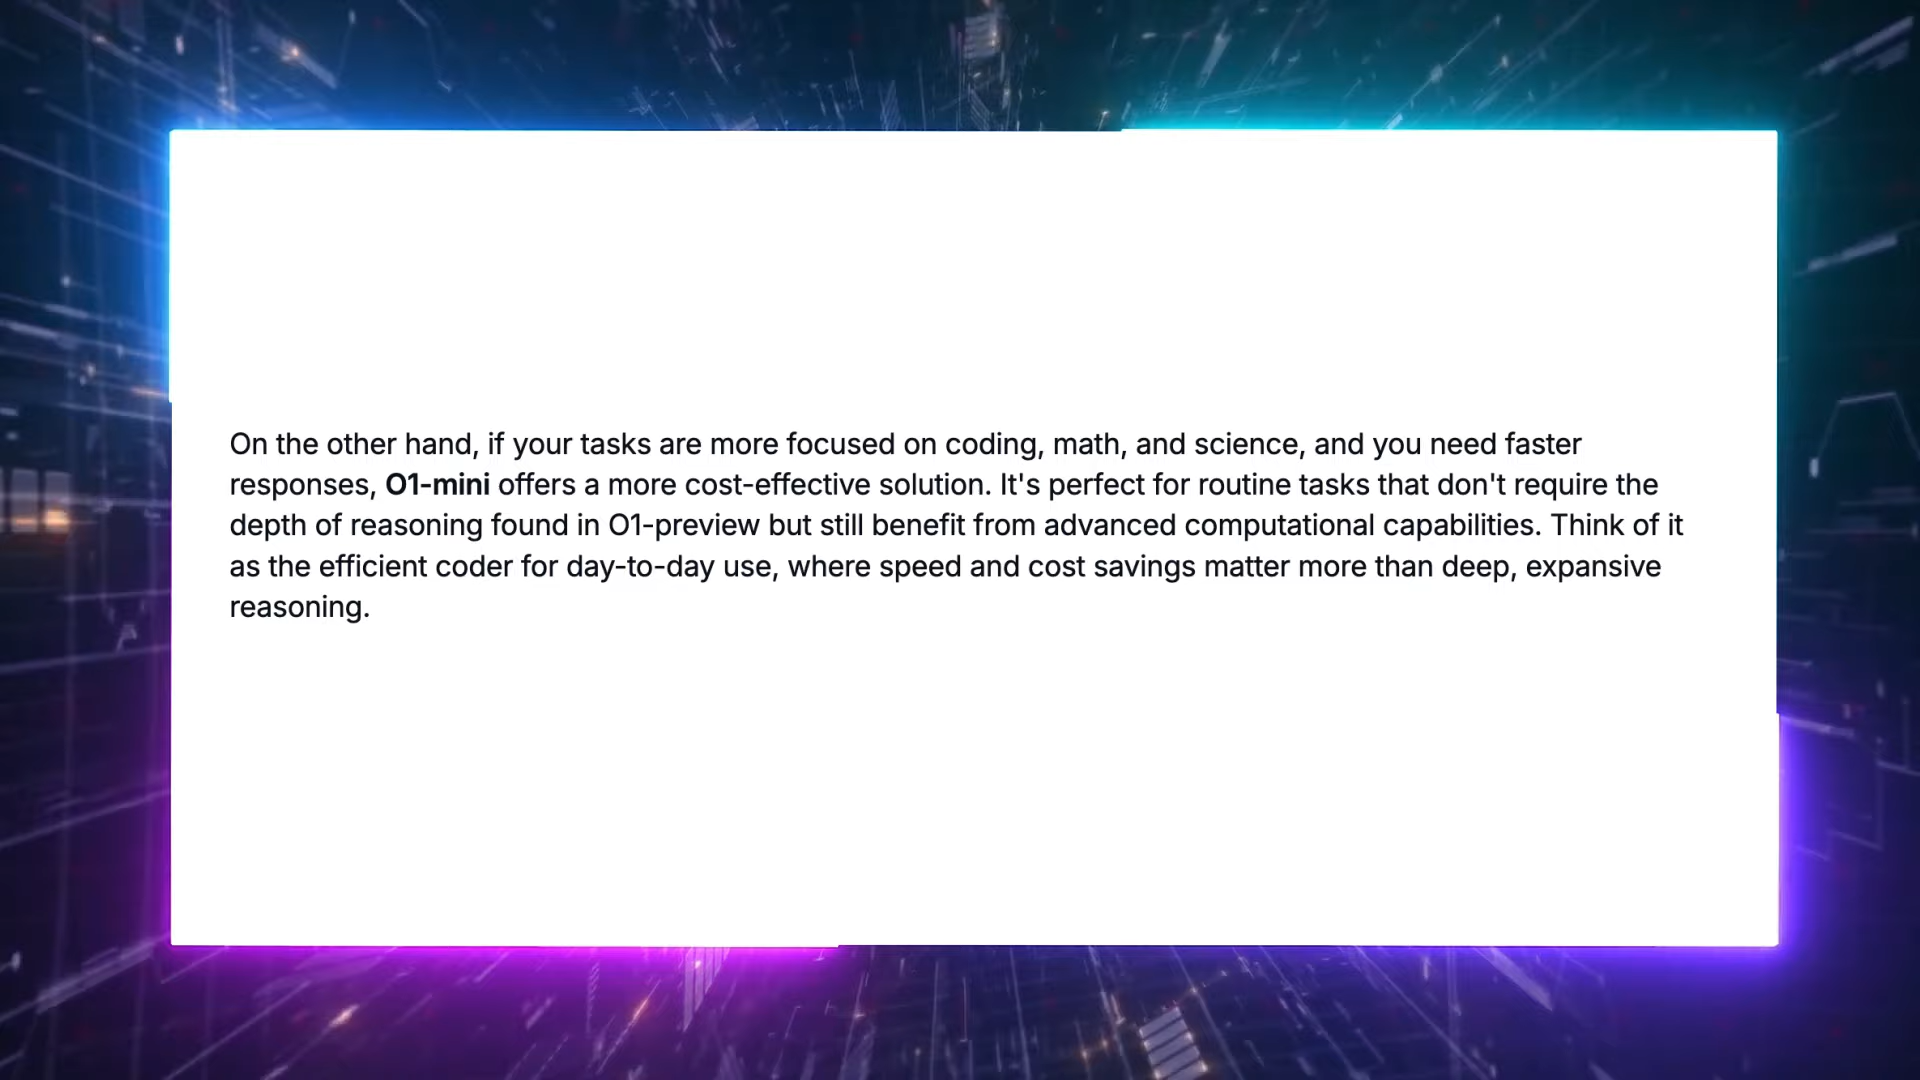 On the other hand, if your tasks are more focused on coding, math, and science, and you need faster
responses, O1-mini offers a more cost-effective solution. It's perfect for routine tasks that don't require the
depth of reasoning found in O1-preview but still benefit from advanced computational capabilities. Think of it
as the efficient coder for day-to-day use, where speed and cost savings matter more than deep, expansive
reasoning.